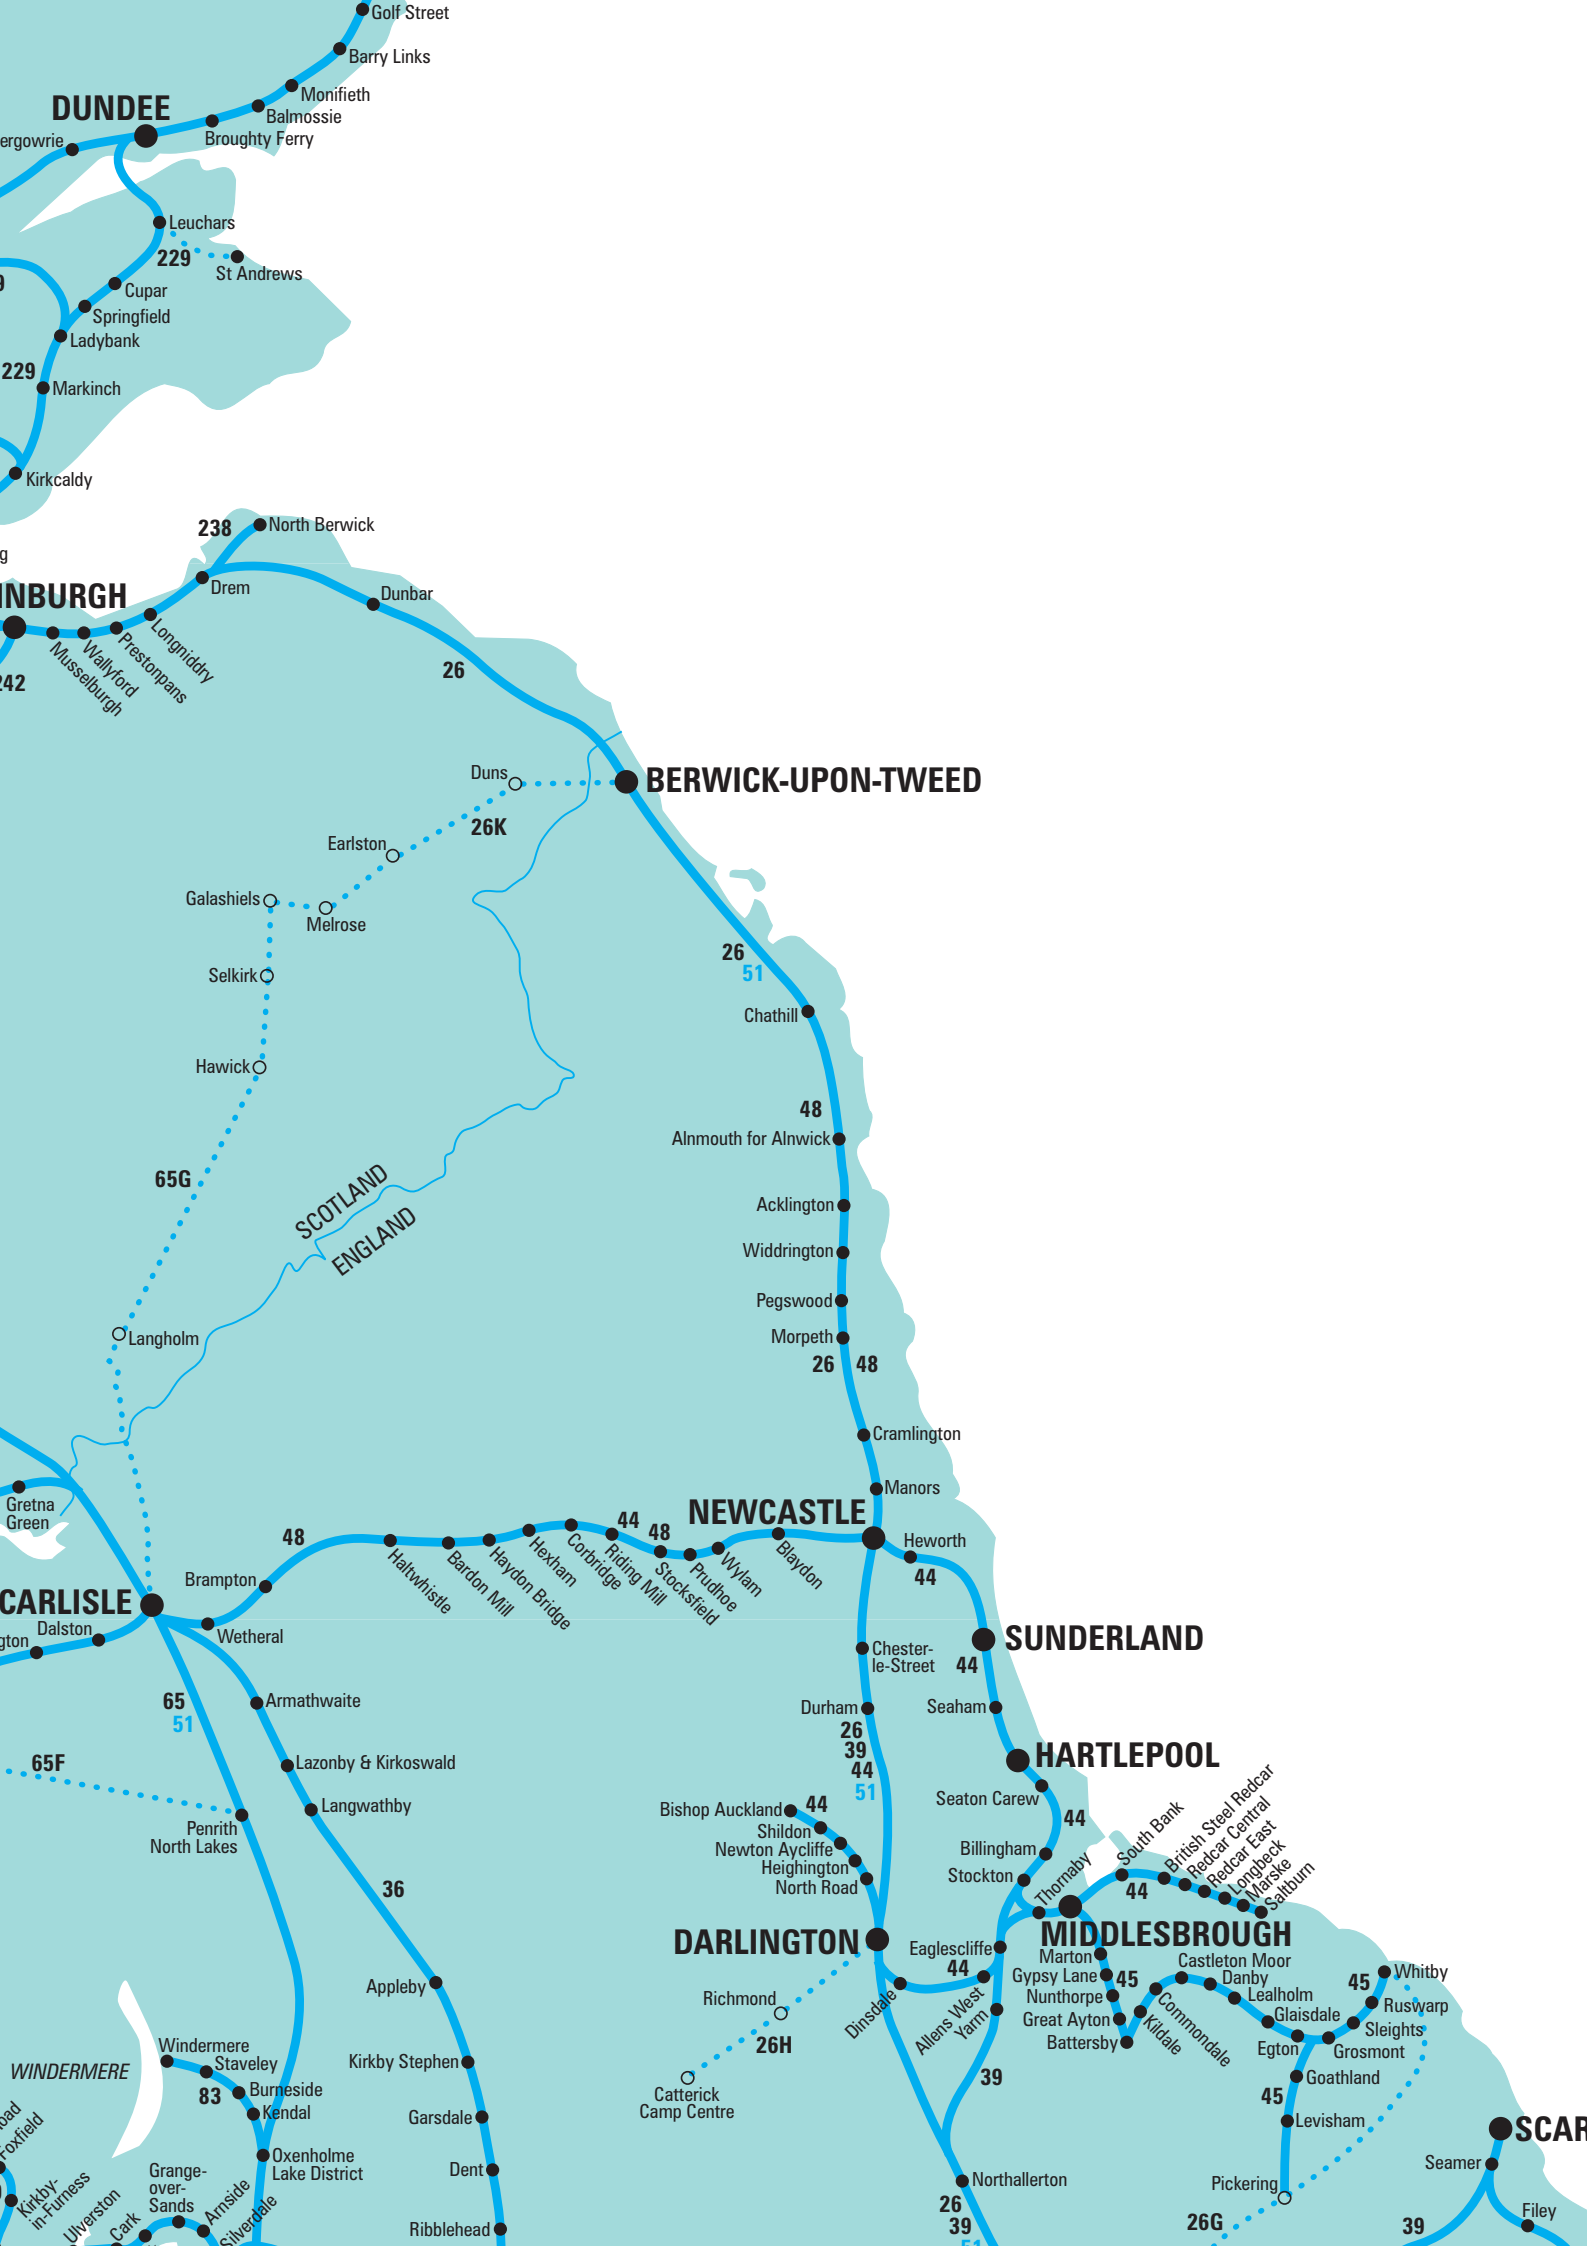 Golf Street
Barry Links
Monifieth
Balmossie
Broughty Ferry
DUNDEE
ergowrie
Leuchars
229
St Andrews
9
Cupar
Springfield
Ladybank
229
Markinch
Kirkcaldy
238
North Berwick
g
INBURGH
Drem
Dunbar
Longniddry
Prestonpans
Wallyford
Musselburgh
242
26
Duns
BERWICK-UPON-TWEED
26K
Earlston
Galashiels
Melrose
26
51
Selkirk
Chathill
Hawick
48
Alnmouth for Alnwick
65G
SCOTLAND
ENGLAND
Acklington
Widdrington
Pegswood
Morpeth
26 48
Langholm
Cramlington
Manors
Gretna
Green
NEWCASTLE
48
44
48
Heworth
44
Haltwhistle
Bardon Mill
Haydon Bridge
Hexham
Corbridge
Riding Mill
Stocksfield
Prudhoe
Wylam
Blaydon
Brampton
CARLISLE
Dalston
gton
Wetheral
SUNDERLAND
44
Chester-
le-Street
65
51
Armathwaite
Durham
26
39
44
51
Seaham
HARTLEPOOL
65F
Lazonby & Kirkoswald
Langwathby
Penrith
North Lakes
Bishop Auckland
44
Shildon
Newton Aycliffe
Heighington
North Road
Seaton Carew
44
Billingham
Stockton
Thornaby
South Bank
British Steel Redcar
Redcar Central
Redcar East
Longbeck
Marske
Saltburn
44
36
DARLINGTON
MIDDLESBROUGH
Eaglescliffe
44
Dinsdale
Allens West
Yarm
Marton
Gypsy Lane
45
Nunthorpe
Great Ayton
Battersby
Kildale
Commondale
Castleton Moor
Danby
Lealholm
Glaisdale
Egton
Grosmont
Sleights
Ruswarp
45
Whitby
Appleby
Richmond
26H
Catterick
Camp Centre
39
Goathland
45
Levisham
Pickering
26G
Windermere
WINDERMERE
Staveley
83
Burneside
Kendal
Kirkby Stephen
Garsdale
Oxenholme
Lake District
Dent
Ribblehead
oad
Foxfield
Kirkby-
in-Furness
Ulverston
Cark
Grange-
over-
Sands
Arnside
Silverdale
Northallerton
26
39
51
SCAR
Seamer
39
Filey